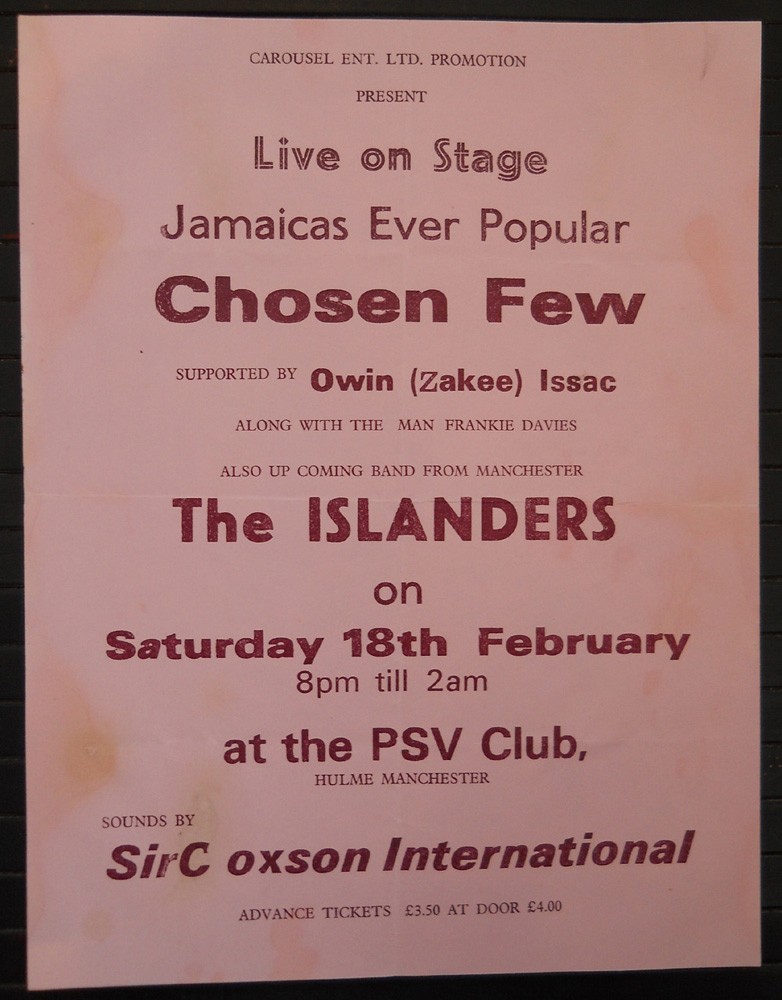 CAROUSEL ENT. LTD. PROMOTION
PRESENT
Live on Stage
Jamaicas Ever Popular
Chosen Few
SUPPORTED BY Owin (Zakee) Issac
ALONG WITH THE MAN FRANKIE DAVIES
ALSO UP COMING BAND FROM MANCHESTER
The ISLANDERS
on
Saturday 18th February
8pm till 2am
at the PSV Club,
HULME MANCHESTER
SOUNDS BY
SirC oxson International
ADVANCE TICKETS £3.50 AT DOOR £4.00